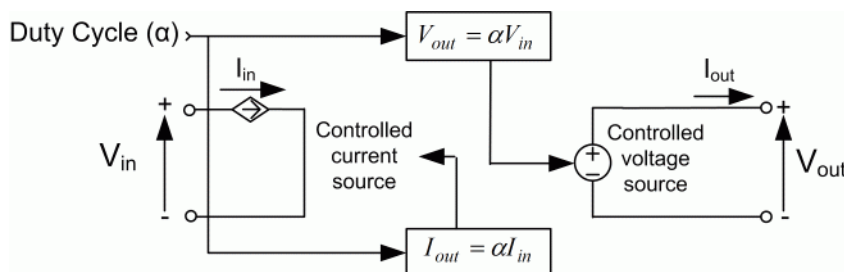 Duty Cycle (α)
V_out = αV_in
I_in
I_out
+
+
Controlled
current
source
+
−
Controlled
voltage
source
V_in
V_out
-
-
I_out = αI_in